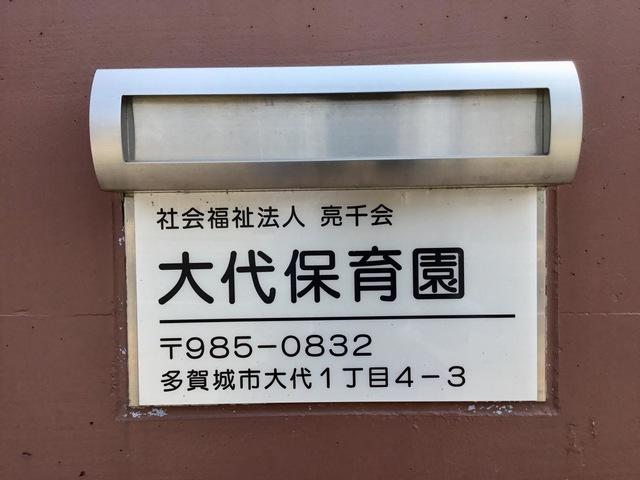 社会福祉法人 亮千会
大代保育園
〒985-0832
多賀城市大代1丁目4-3